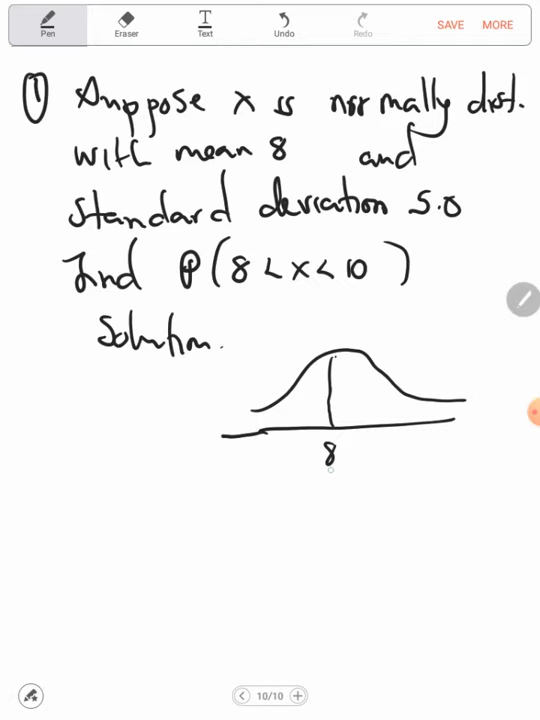 Pen Eraser Text Undo Redo SAVE MORE
① Suppose x is normally dist.
with mean 8 and
standard deviation 5.0
find P(8 < x < 10)
Solution.
8
10/10